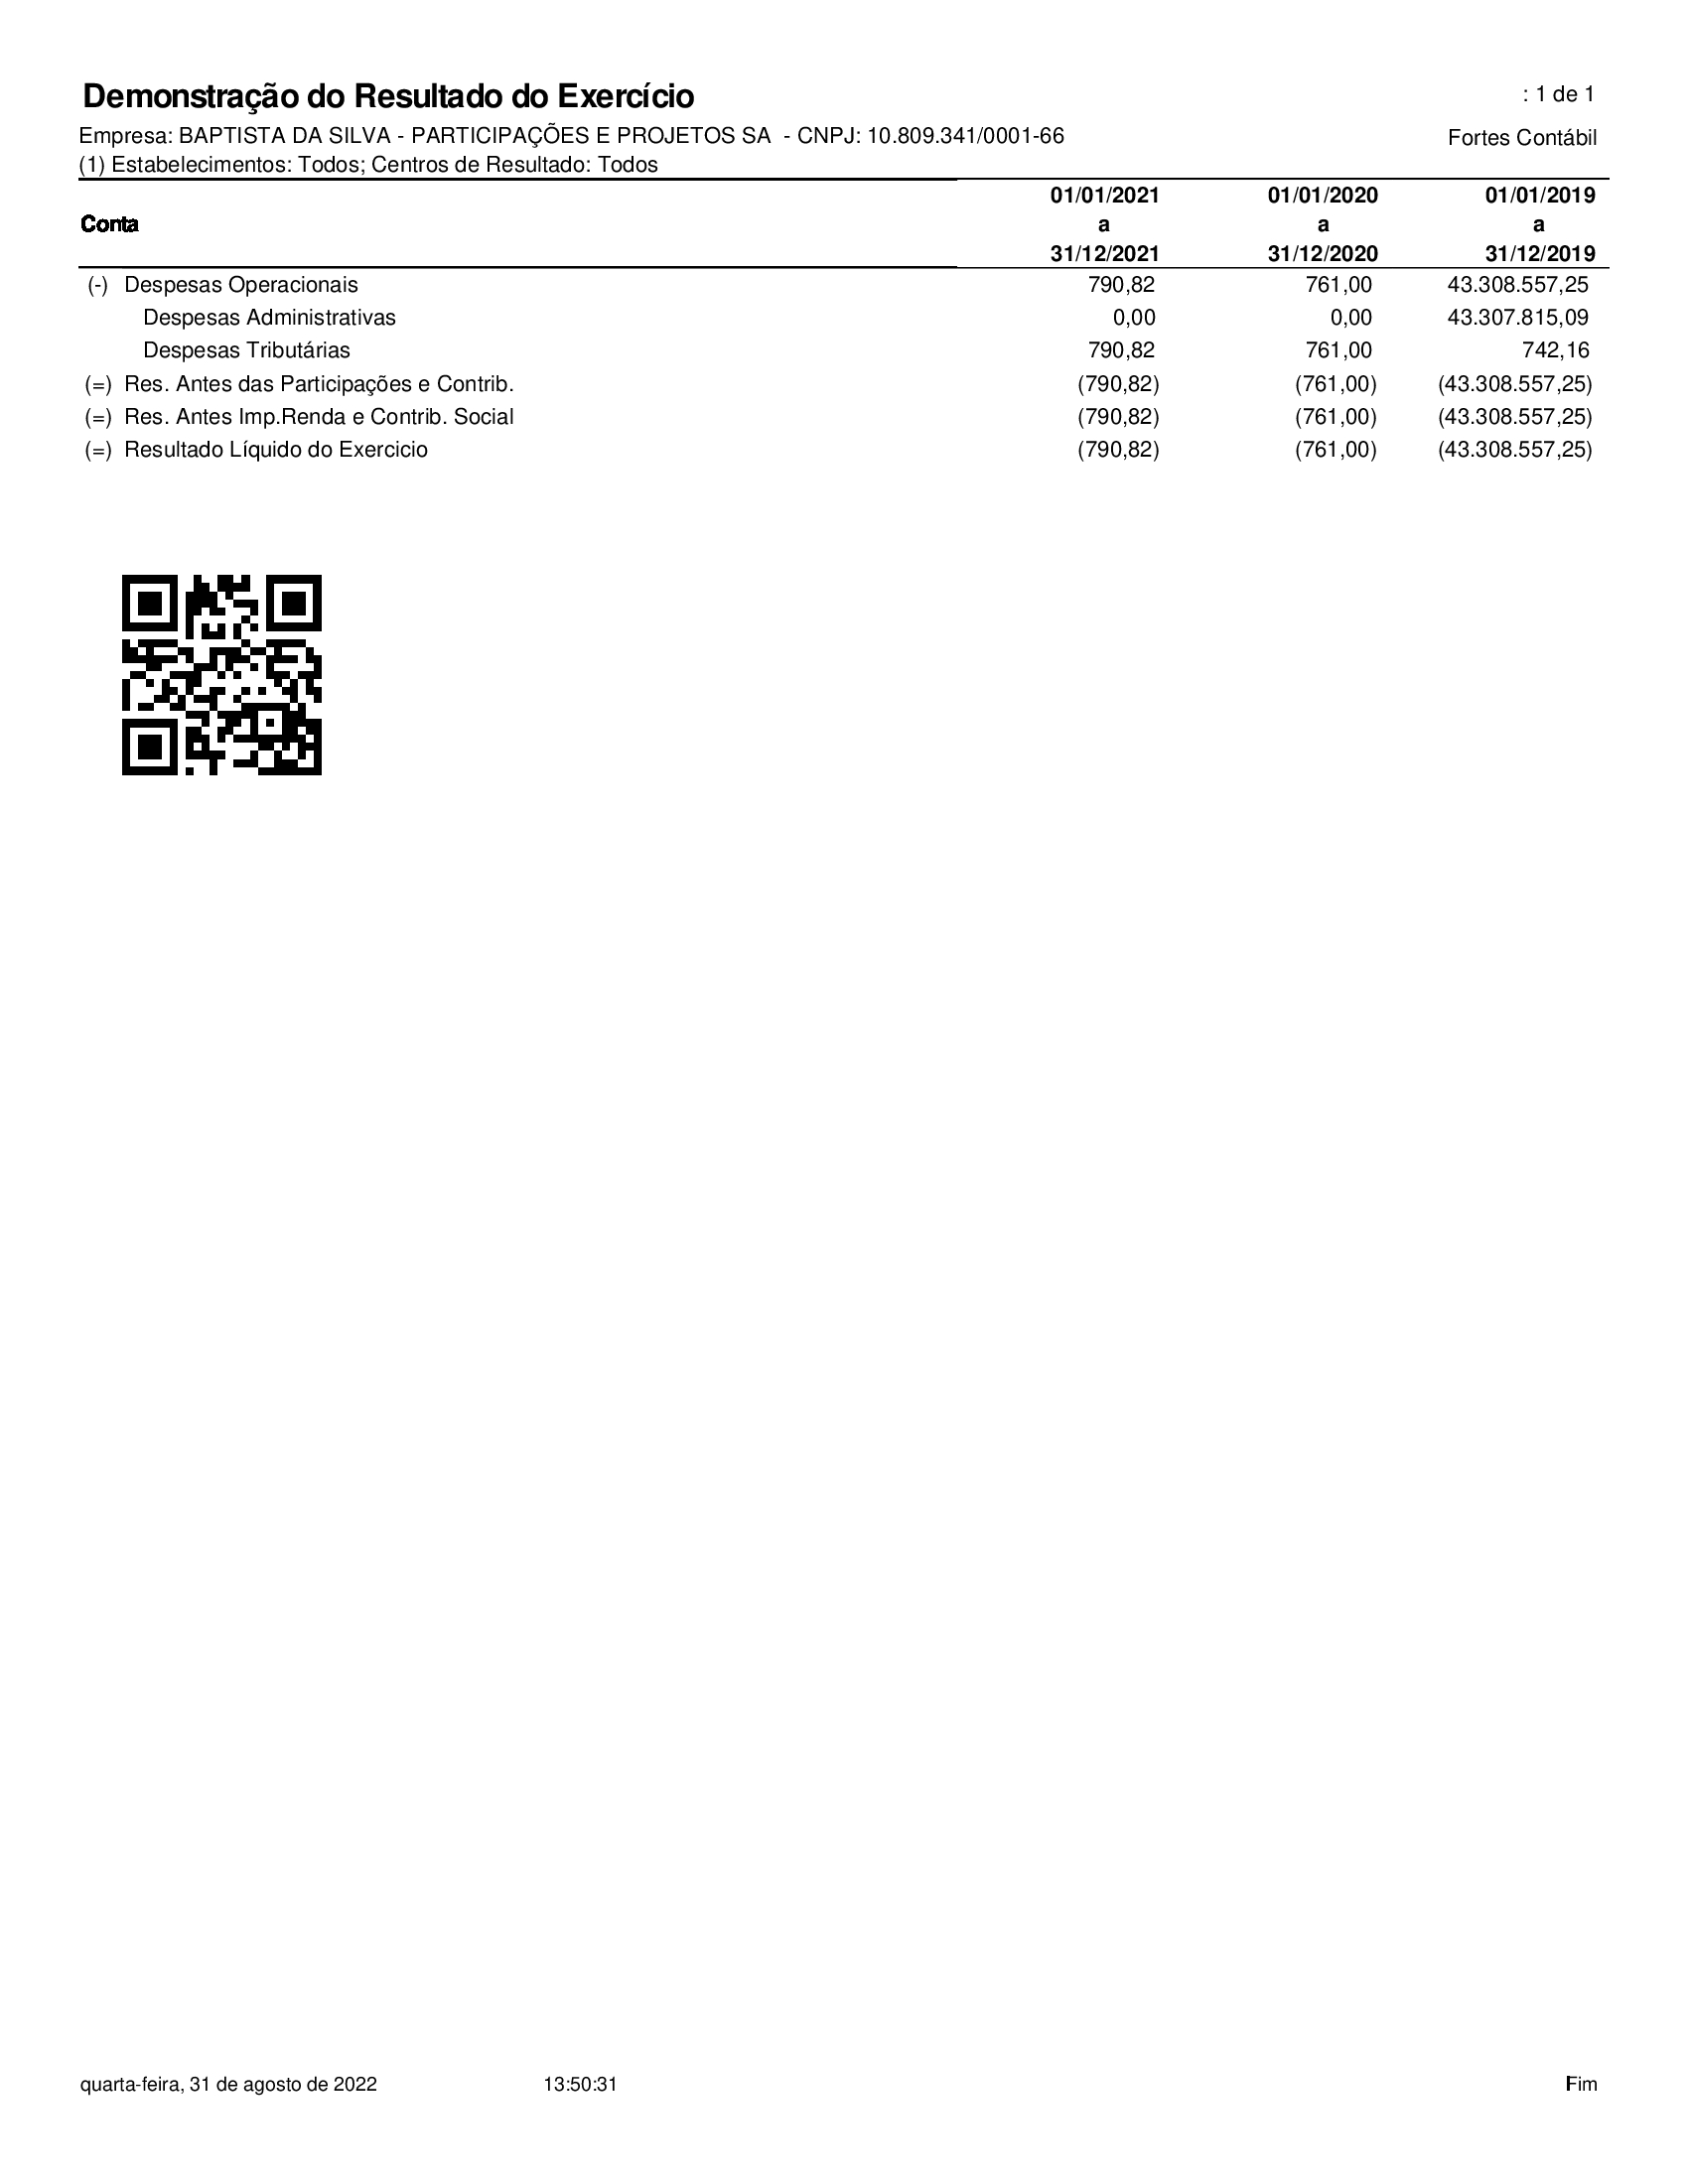 Demonstração do Resultado do Exercício : 1 de 1
Empresa: BAPTISTA DA SILVA - PARTICIPAÇÕES E PROJETOS SA - CNPJ: 10.809.341/0001-66 Fortes Contábil
(1) Estabelecimentos: Todos; Centros de Resultado: Todos
01/01/2021 01/01/2020 01/01/2019
Conta a a a
31/12/2021 31/12/2020 31/12/2019
(-) Despesas Operacionais 790,82 761,00 43.308.557,25
Despesas Administrativas 0,00 0,00 43.307.815,09
Despesas Tributárias 790,82 761,00 742,16
(=) Res. Antes das Participações e Contrib. (790,82) (761,00) (43.308.557,25)
(=) Res. Antes Imp.Renda e Contrib. Social (790,82) (761,00) (43.308.557,25)
(=) Resultado Líquido do Exercicio (790,82) (761,00) (43.308.557,25)
quarta-feira, 31 de agosto de 2022 13:50:31 Fim